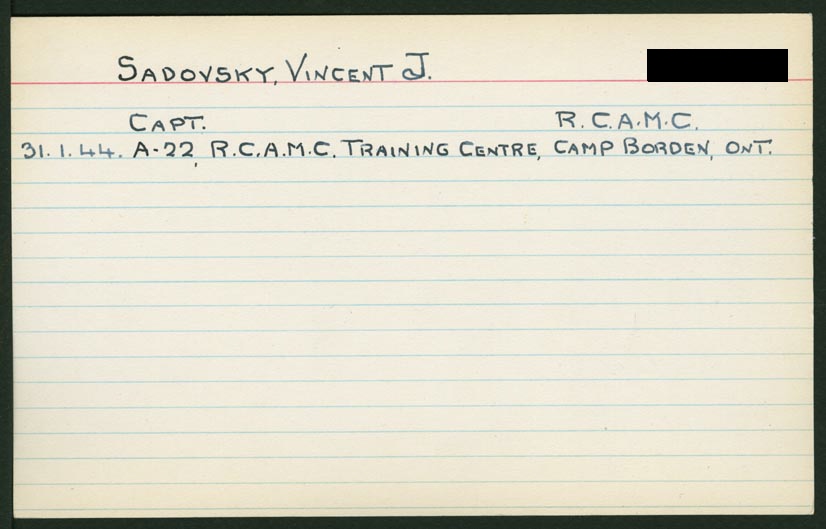 SADOVSKY, VINCENT J.
CAPT. R.C.A.M.C.
31.1.44. A-22, R.C.A.M.C. TRAINING CENTRE, CAMP BORDEN, ONT.